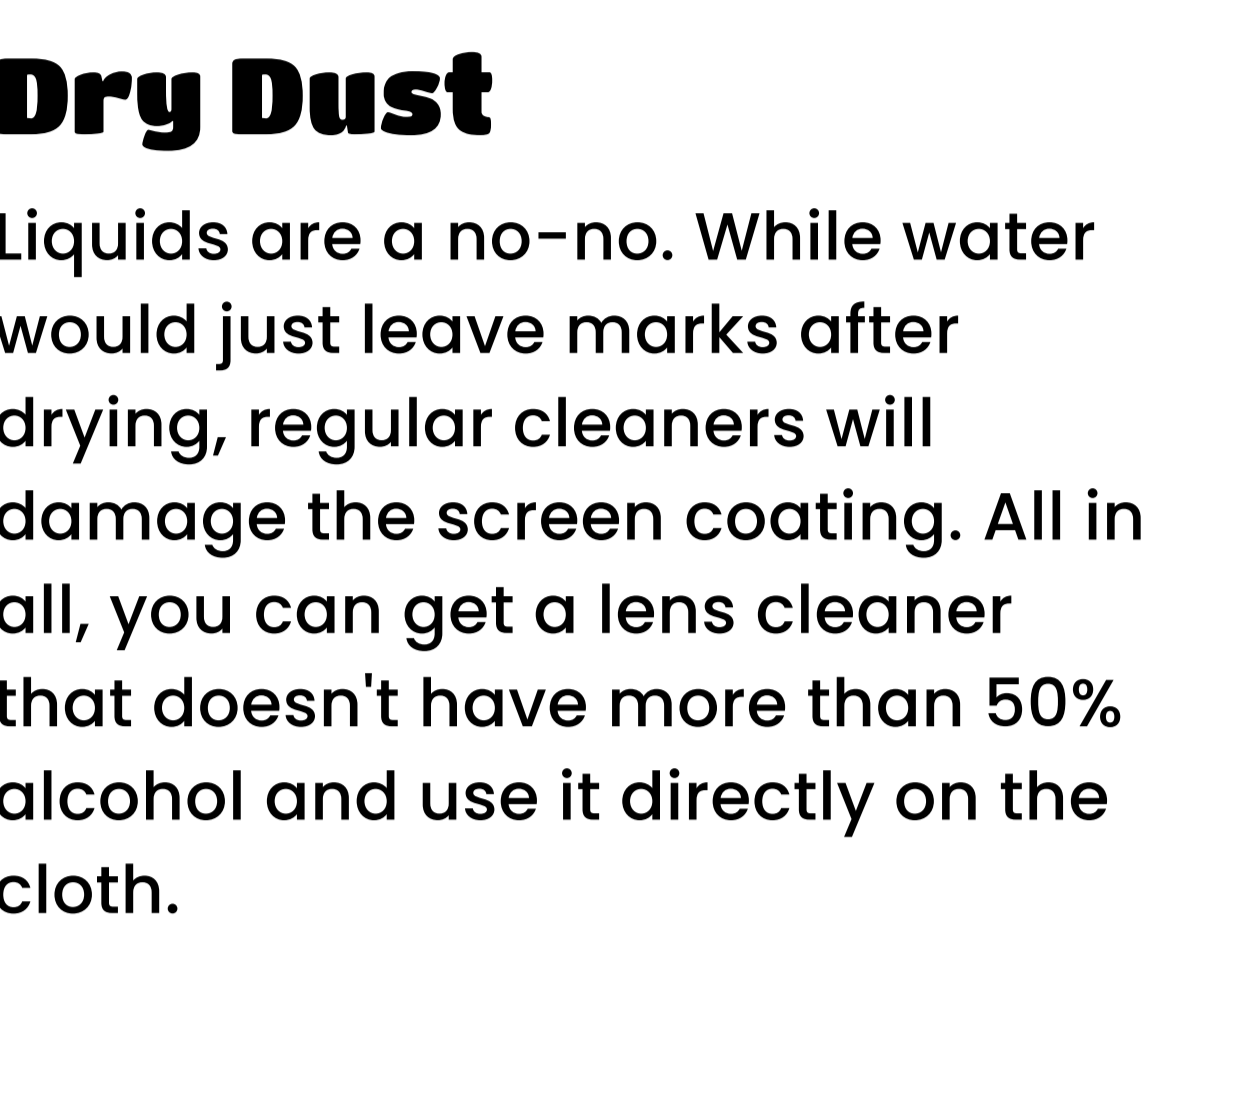 Dry Dust
Liquids are a no-no. While water
would just leave marks after
drying, regular cleaners will
damage the screen coating. All in
all, you can get a lens cleaner
that doesn't have more than 50%
alcohol and use it directly on the
cloth.